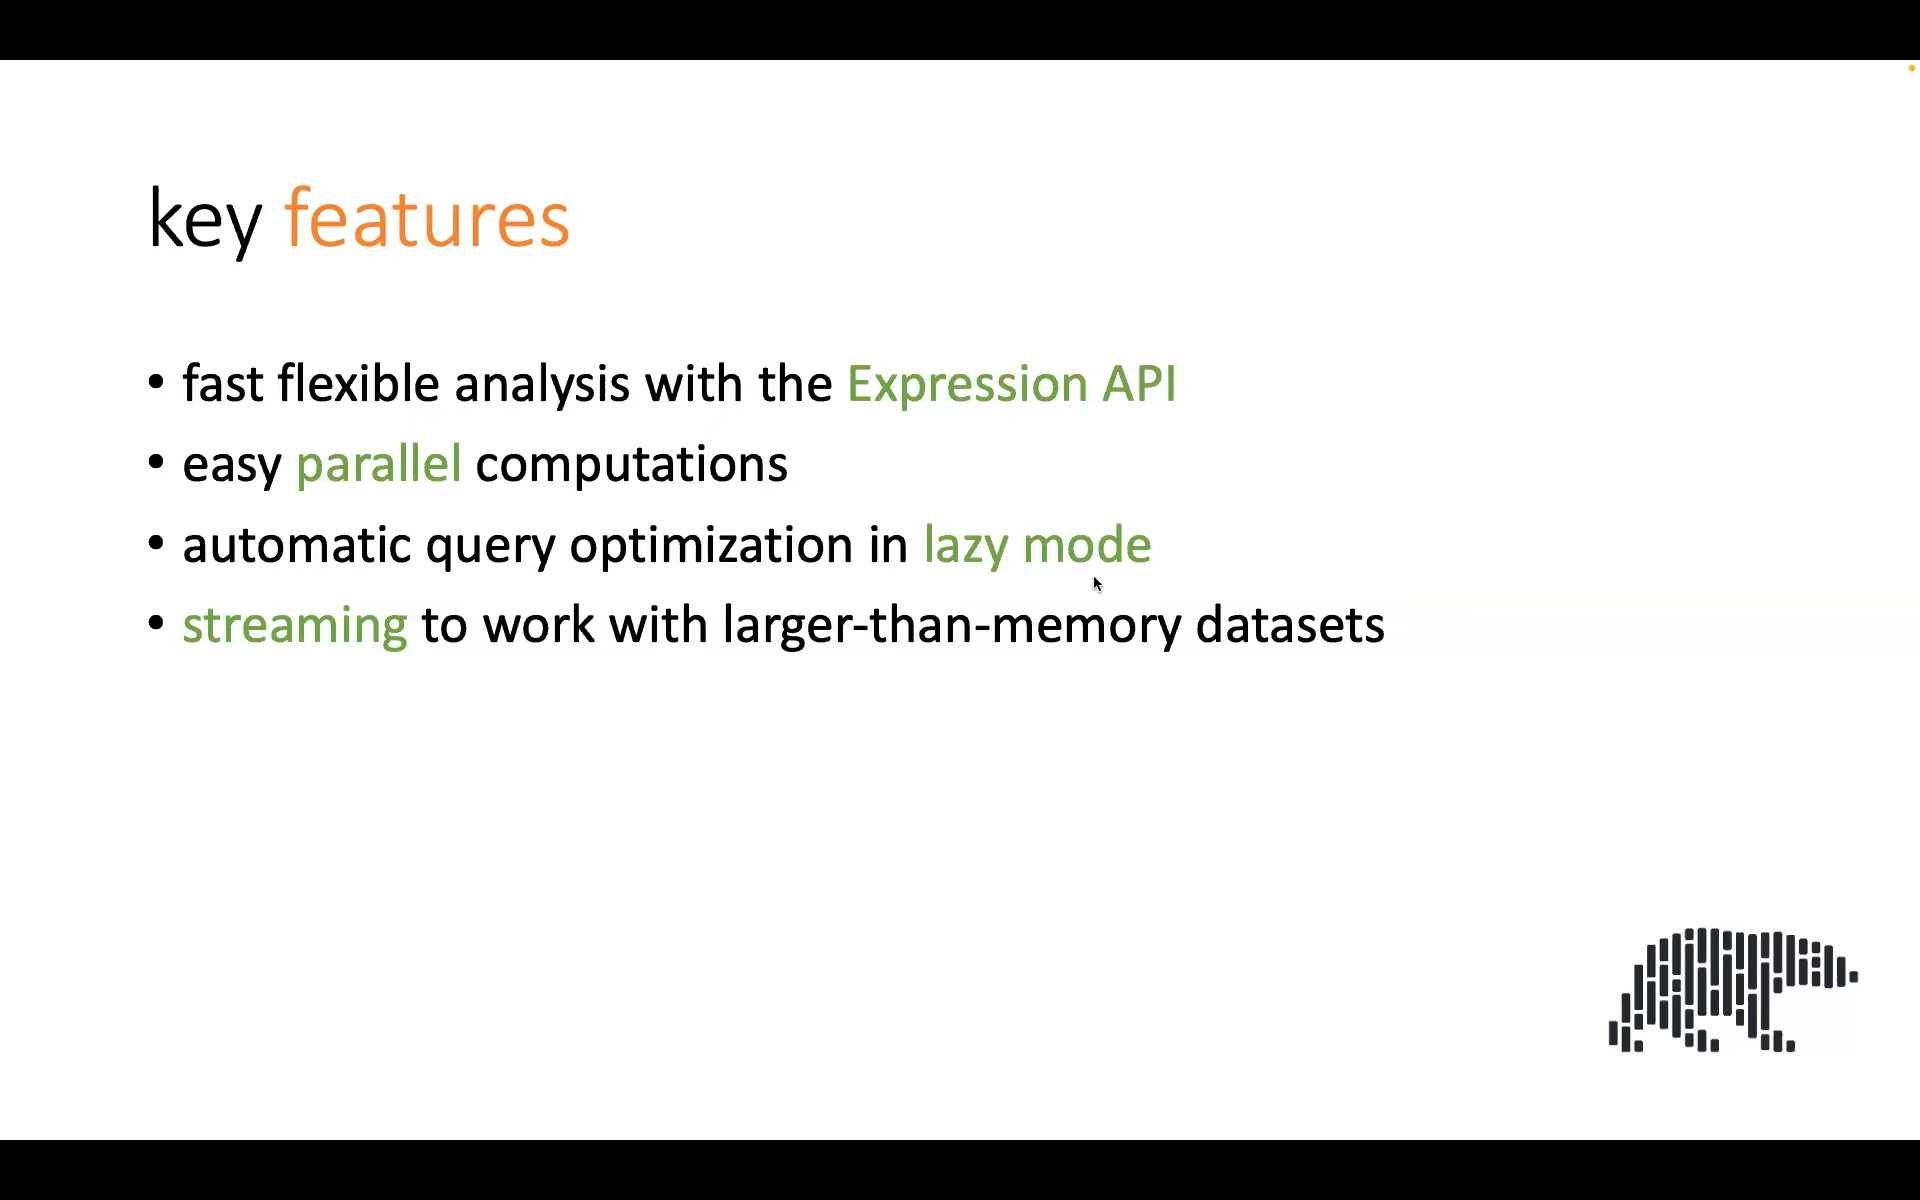 key features
• fast flexible analysis with the Expression API
• easy parallel computations
• automatic query optimization in lazy mode
• streaming to work with larger-than-memory datasets